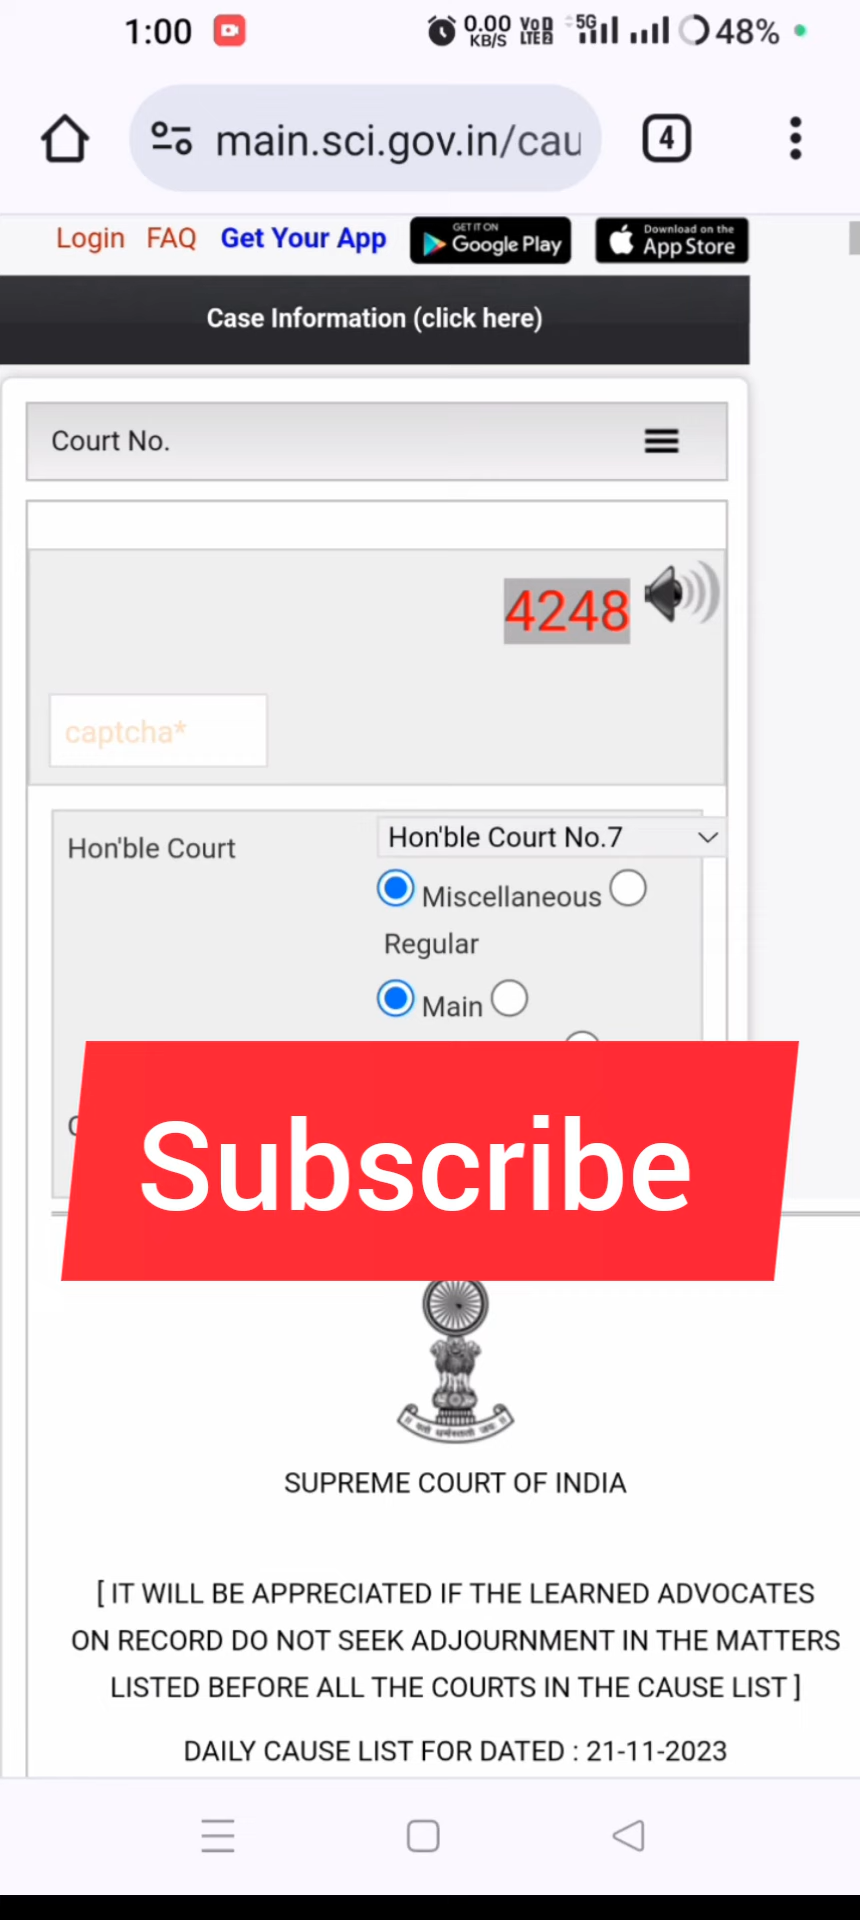 1:00 0.00 KB/S VoD LTE2 5G 48%
main.sci.gov.in/cau 4
Login FAQ Get Your App GET IT ON Google Play Download on the App Store
Case Information (click here)
Court No.
4248
captcha*
Hon'ble Court Hon'ble Court No.7
Miscellaneous
Regular
Main
Subscribe
SUPREME COURT OF INDIA
[ IT WILL BE APPRECIATED IF THE LEARNED ADVOCATES
ON RECORD DO NOT SEEK ADJOURNMENT IN THE MATTERS
LISTED BEFORE ALL THE COURTS IN THE CAUSE LIST ]
DAILY CAUSE LIST FOR DATED : 21-11-2023